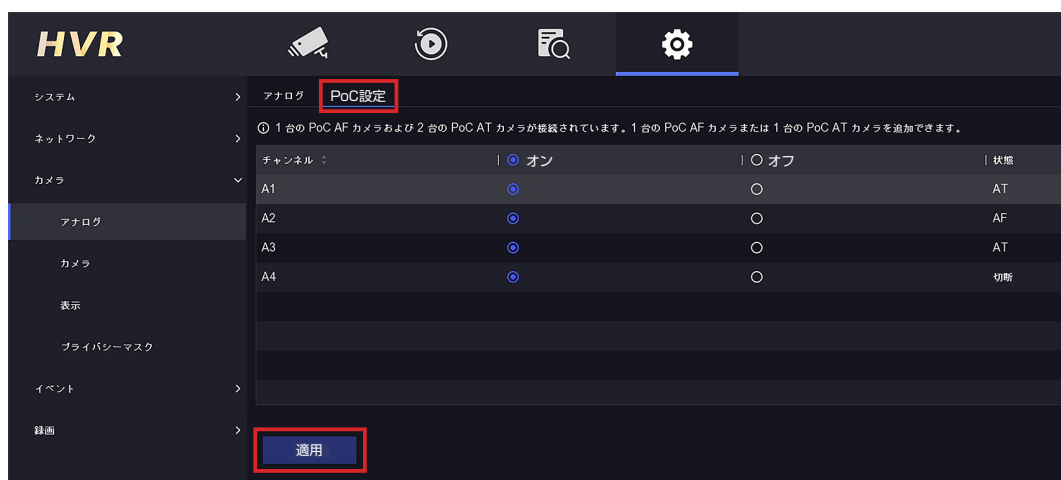 HVR
システム
ネットワーク
カメラ
アナログ
カメラ
表示
プライバシーマスク
イベント
録画
アナログ PoC設定
1 台の PoC AF カメラおよび 2 台の PoC AT カメラが接続されています。1 台の PoC AF カメラまたは 1 台の PoC AT カメラを追加できます。
チャンネル オン オフ 状態
A1 AT
A2 AF
A3 AT
A4 切断
適用